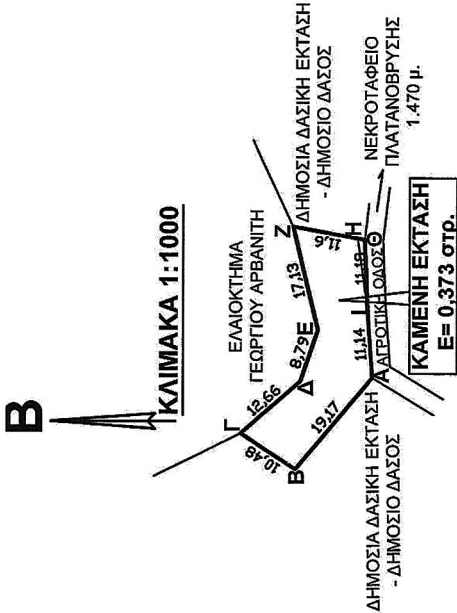 Β
ΚΛΙΜΑΚΑ 1:1000
ΕΛΑΙΟΚΤΗΜΑ
ΓΕΩΡΓΙΟΥ ΑΡΒΑΝΙΤΗ
ΔΗΜΟΣΙΑ ΔΑΣΙΚΗ ΕΚΤΑΣΗ
- ΔΗΜΟΣΙΟ ΔΑΣΟΣ
Γ
12,66
10,48
Β
Δ
8,79
Ε
17,13
Ζ
11,6
Η
19,17
Α
11,14
Ι
11,18
Θ
ΑΓΡΟΤΙΚΗ ΟΔΟΣ
ΝΕΚΡΟΤΑΦΕΙΟ
ΠΛΑΤΑΝΟΒΡΥΣΗΣ
1.470 μ.
ΔΗΜΟΣΙΑ ΔΑΣΙΚΗ ΕΚΤΑΣΗ
- ΔΗΜΟΣΙΟ ΔΑΣΟΣ
ΚΑΜΕΝΗ ΕΚΤΑΣΗ
Ε= 0,373 στρ.